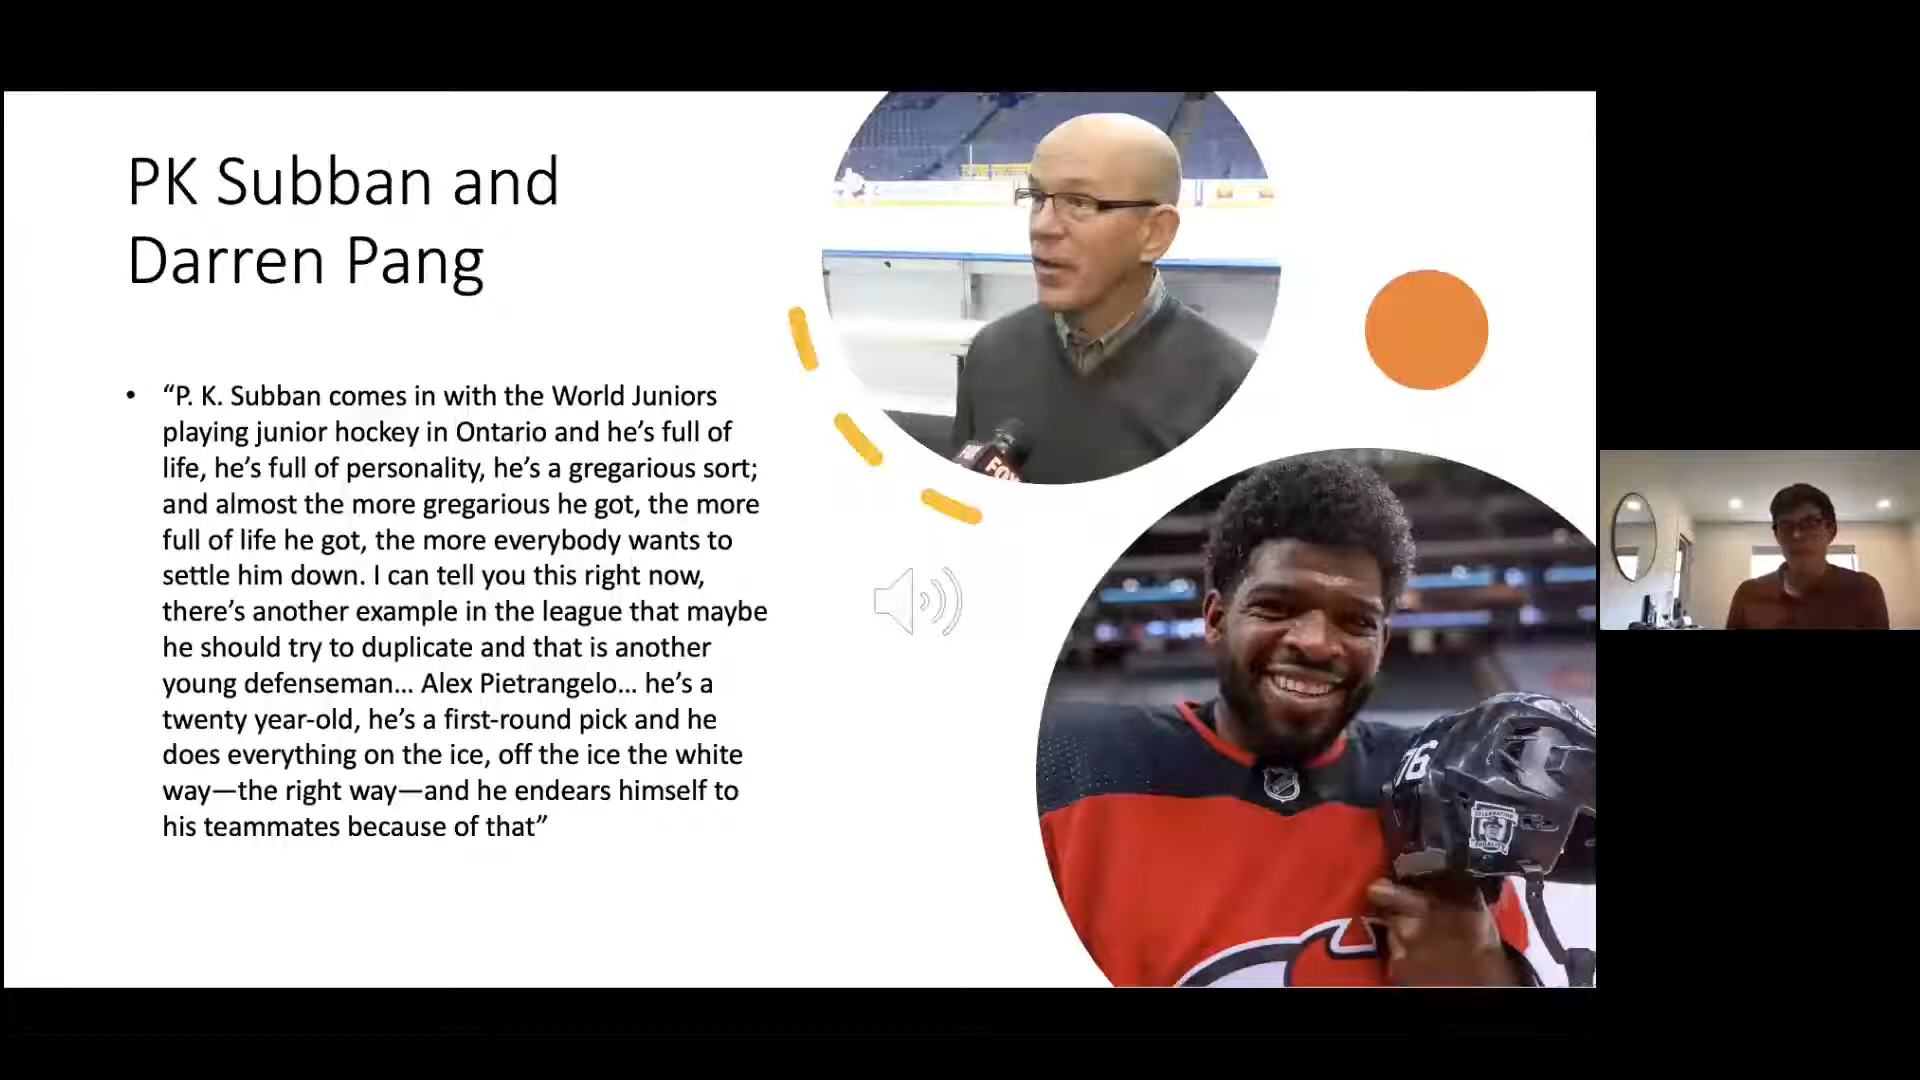 PK Subban and
Darren Pang
• “P. K. Subban comes in with the World Juniors
playing junior hockey in Ontario and he’s full of
life, he’s full of personality, he’s a gregarious sort;
and almost the more gregarious he got, the more
full of life he got, the more everybody wants to
settle him down. I can tell you this right now,
there’s another example in the league that maybe
he should try to duplicate and that is another
young defenseman… Alex Pietrangelo… he’s a
twenty year-old, he’s a first-round pick and he
does everything on the ice, off the ice the white
way—the right way—and he endears himself to
his teammates because of that”
FOX
76